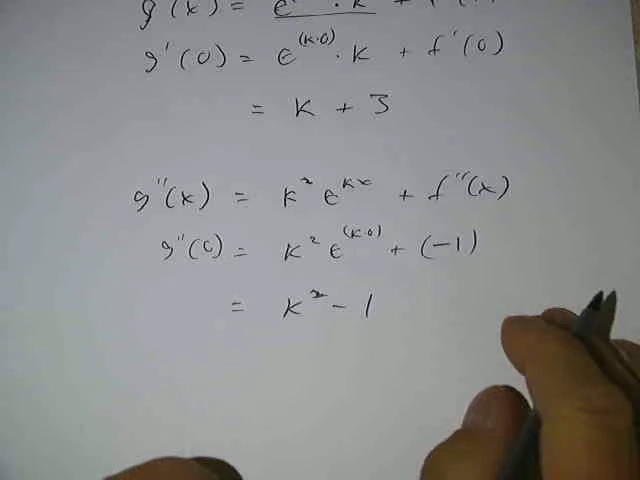 g'(x) = e · k +
g'(0) = e^(k·0) · k + f'(0)
= k + 3
g''(x) = k² e^kx + f''(x)
g''(0) = k² e^(k·0) + (-1)
= k² - 1